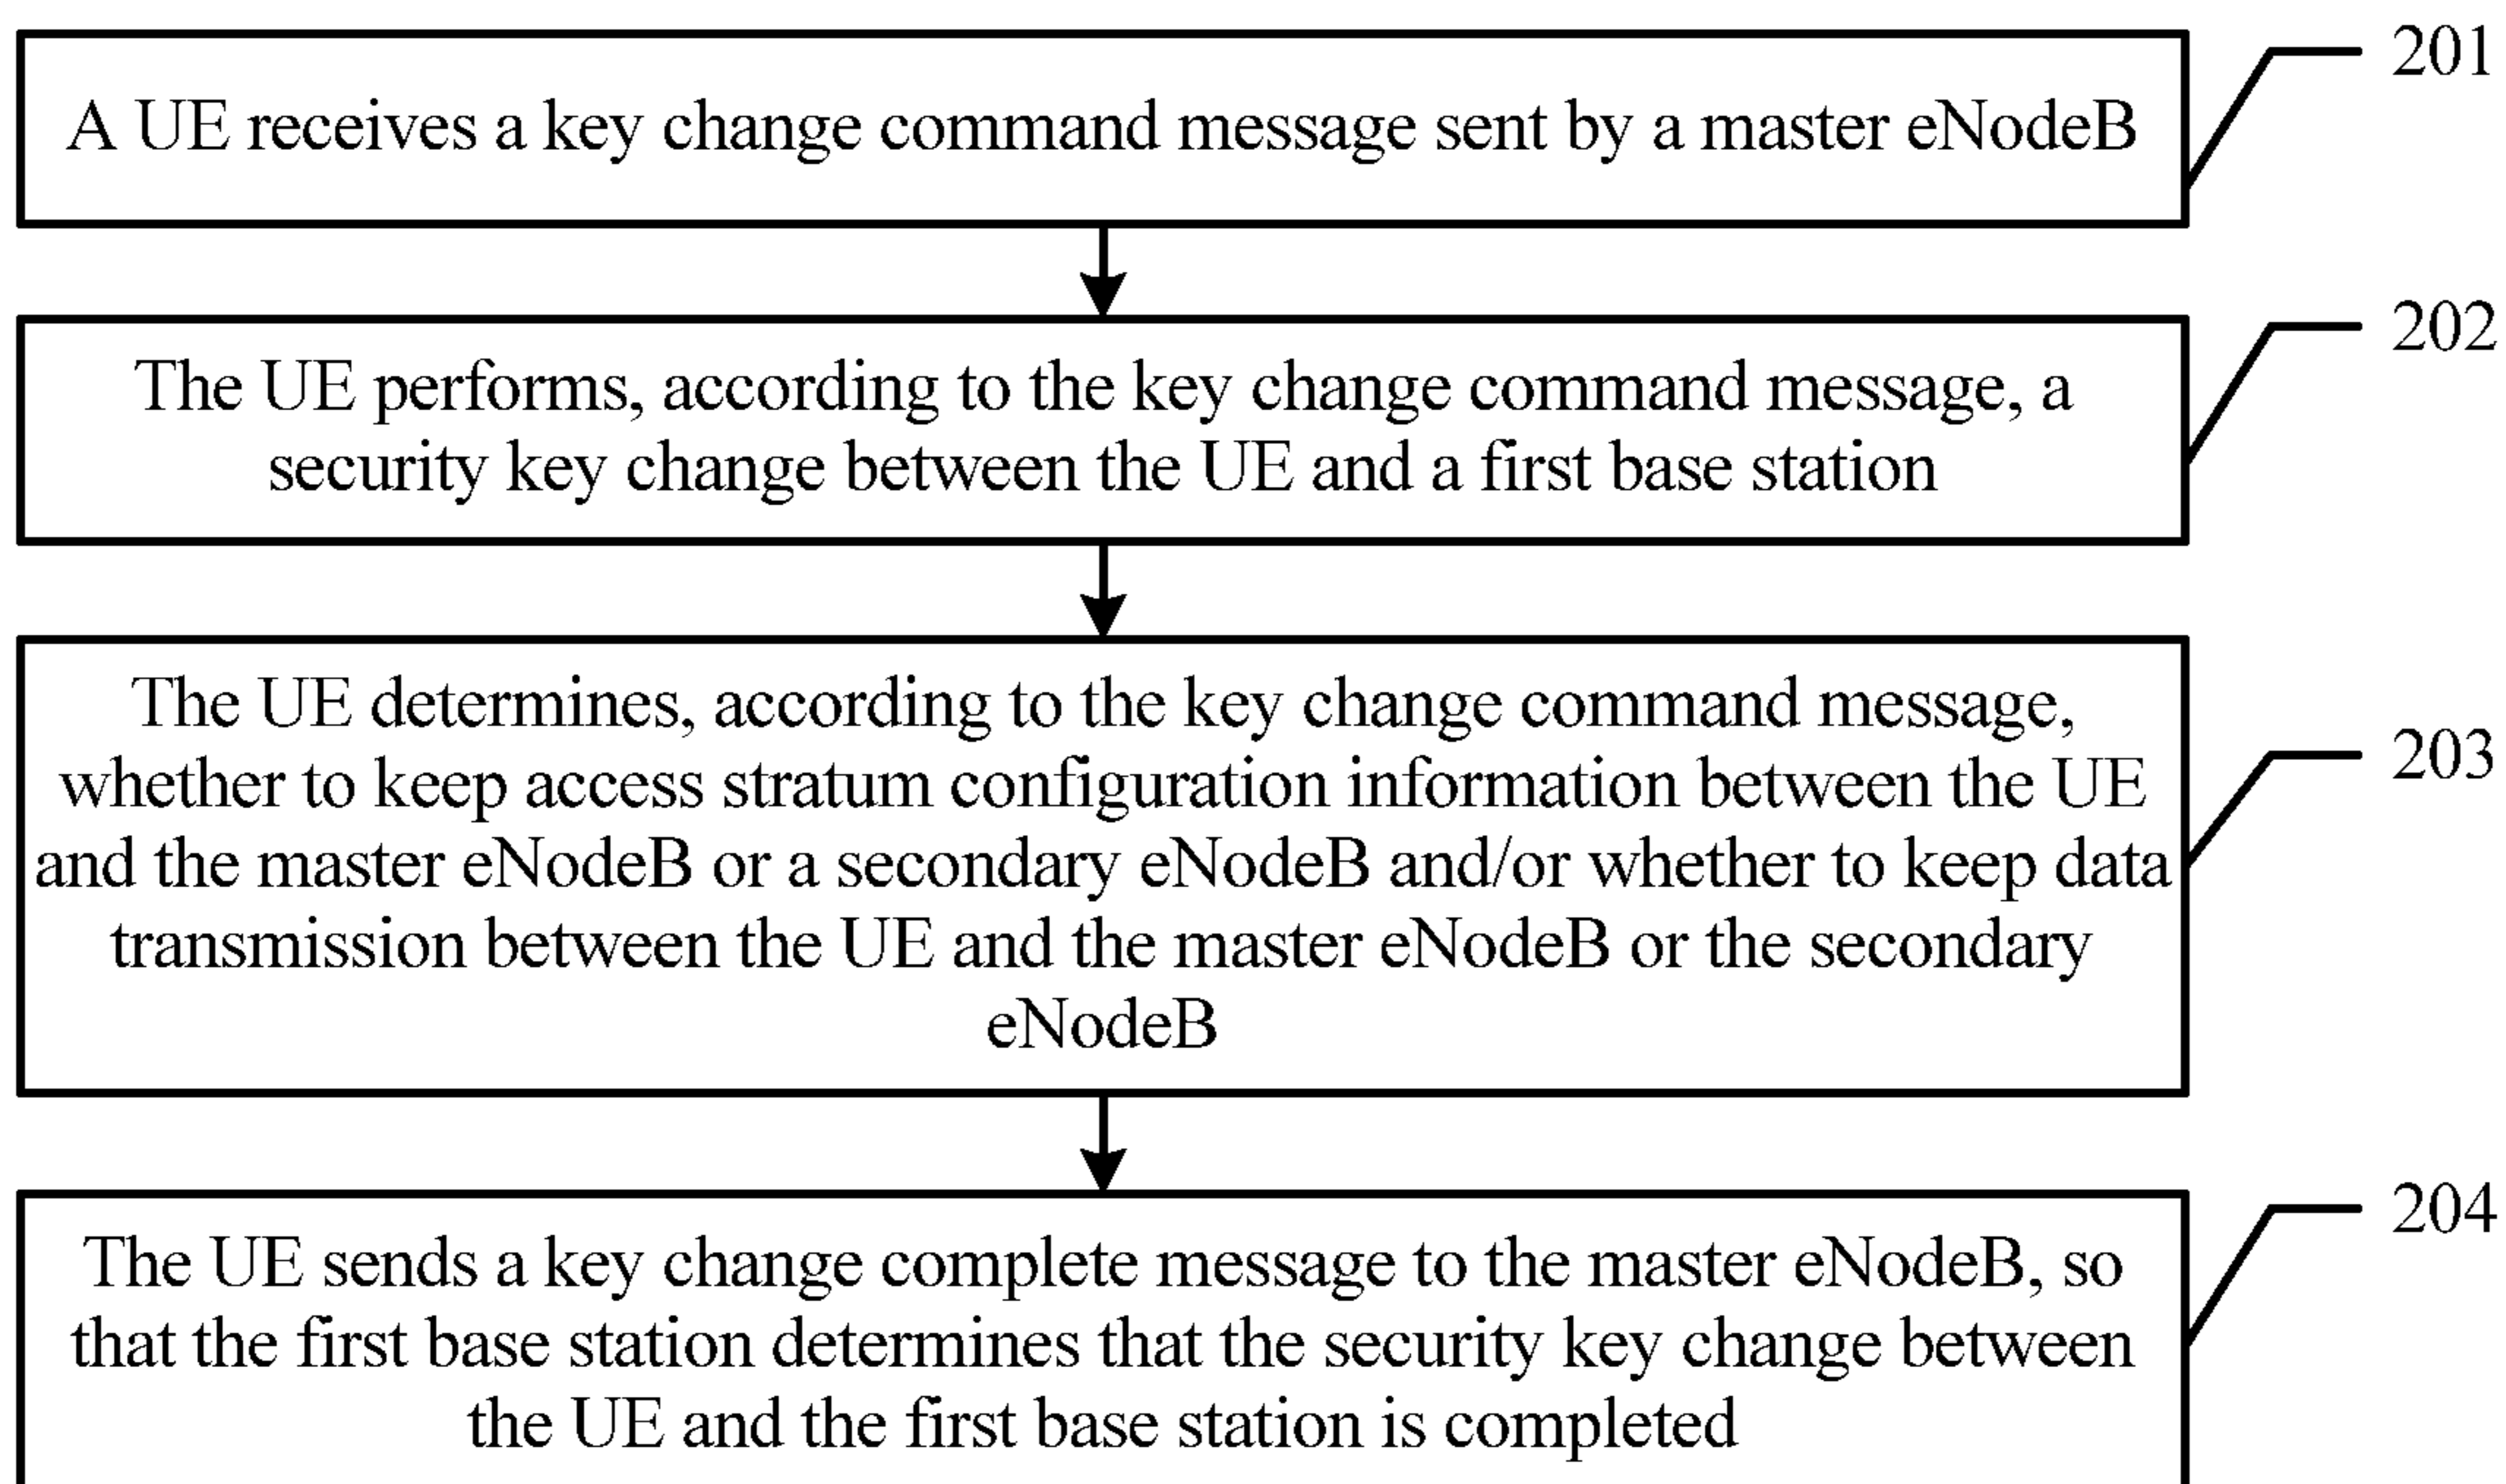 A UE receives a key change command message sent by a master eNodeB
201
The UE performs, according to the key change command message, a
security key change between the UE and a first base station
202
The UE determines, according to the key change command message,
whether to keep access stratum configuration information between the UE
and the master eNodeB or a secondary eNodeB and/or whether to keep data
transmission between the UE and the master eNodeB or the secondary
eNodeB
203
The UE sends a key change complete message to the master eNodeB, so
that the first base station determines that the security key change between
the UE and the first base station is completed
204